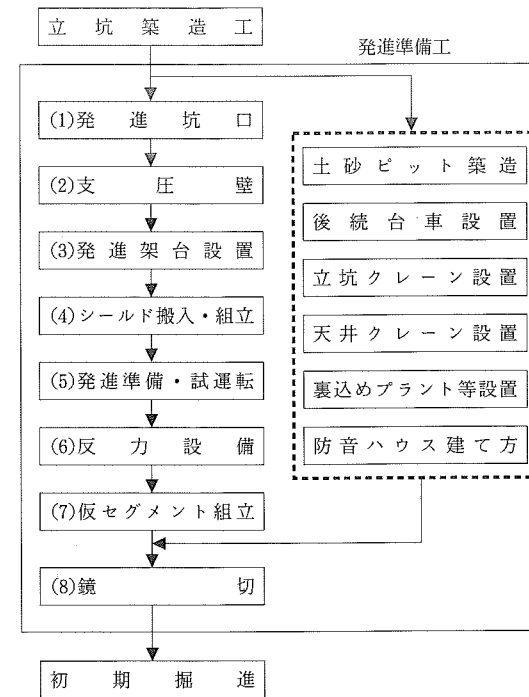 立坑築造工
発進準備工
(1)発進坑口
(2)支圧壁
(3)発進架台設置
(4)シールド搬入・組立
(5)発進準備・試運転
(6)反力設備
(7)仮セグメント組立
(8)鏡切
土砂ピット築造
後続台車設置
立坑クレーン設置
天井クレーン設置
裏込めプラント等設置
防音ハウス建て方
初期掘進